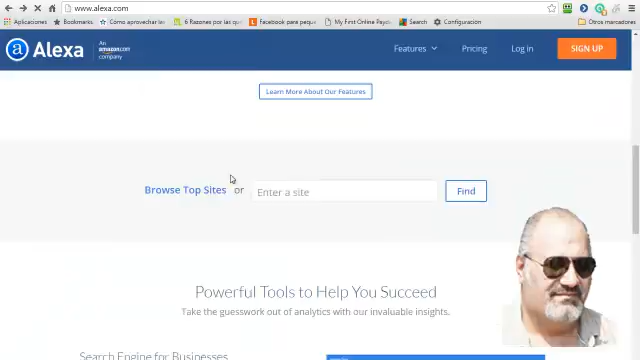 www.alexa.com
Aplicaciones Bookmarks Cómo aprovechar le 6 Razones por las qu Facebook para peque My First Online Payc Search Configuración Otros marcadores
a Alexa An amazon.com company Features Pricing Log in SIGN UP
Learn More About Our Features
Browse Top Sites or Enter a site Find
Powerful Tools to Help You Succeed
Take the guesswork out of analytics with our invaluable insights.
Search Engine for Businesses